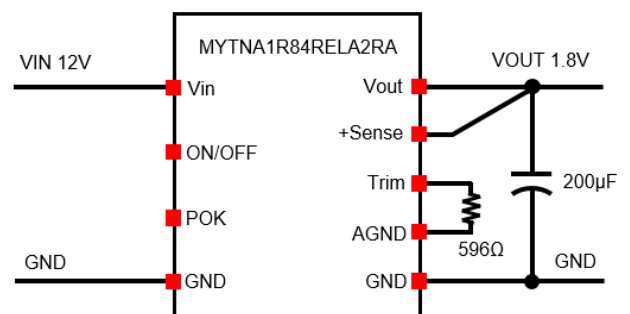 MYTNA1R84RELA2RA
VIN 12V
VOUT 1.8V
Vin
Vout
+Sense
ON/OFF
Trim
200µF
POK
AGND
596Ω
GND
GND
GND
GND